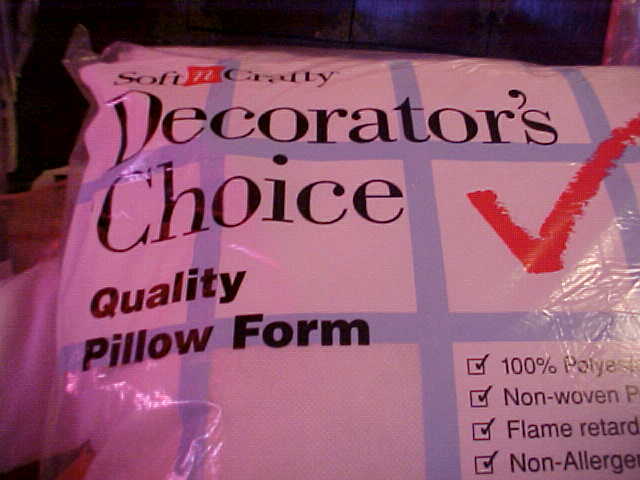 Soft n Crafty
Decorator's
Choice
Quality
Pillow Form
100% Polyes
Non-woven P
Flame retard
Non-Allerge